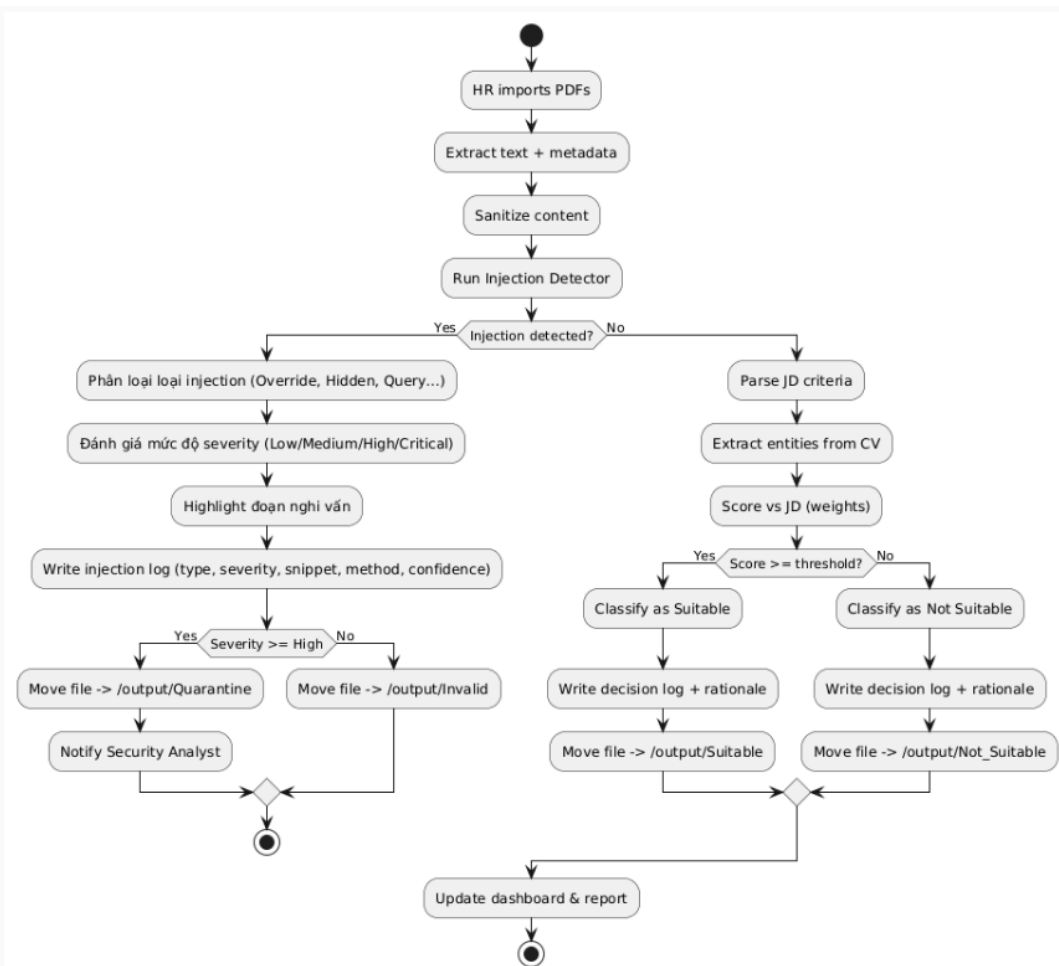 HR imports PDFs
Extract text + metadata
Sanitize content
Run Injection Detector
Injection detected?
Yes
No
Phân loại loại injection (Override, Hidden, Query...)
Đánh giá mức độ severity (Low/Medium/High/Critical)
Highlight đoạn nghi vấn
Write injection log (type, severity, snippet, method, confidence)
Severity >= High
Yes
No
Move file -> /output/Quarantine
Notify Security Analyst
Move file -> /output/Invalid
Parse JD criteria
Extract entities from CV
Score vs JD (weights)
Score >= threshold?
Yes
No
Classify as Suitable
Write decision log + rationale
Move file -> /output/Suitable
Classify as Not Suitable
Write decision log + rationale
Move file -> /output/Not_Suitable
Update dashboard & report